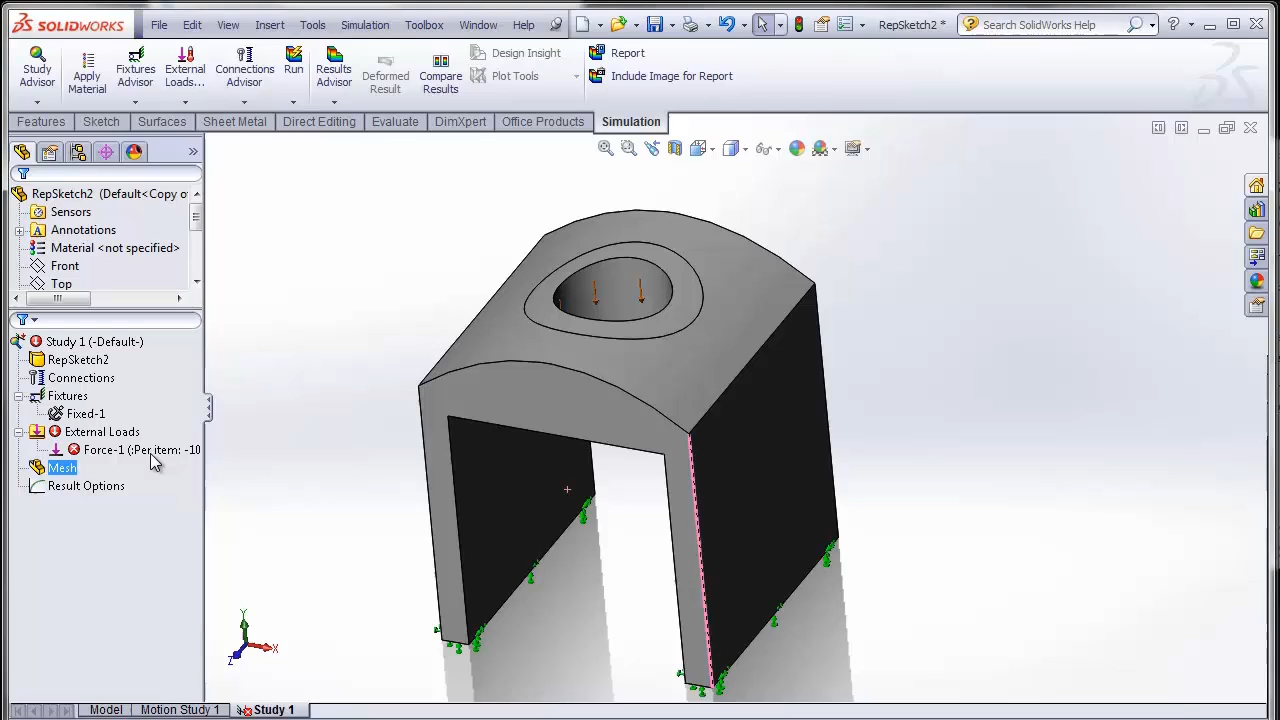 SOLIDWORKS File Edit View Insert Tools Simulation Toolbox Window Help RepSketch2 * Search SolidWorks Help
Study Advisor
Apply Material
Fixtures Advisor
External Loads...
Connections Advisor
Run
Results Advisor
Deformed Result
Compare Results
Design Insight
Plot Tools
Report
Include Image for Report
Features Sketch Surfaces Sheet Metal Direct Editing Evaluate DimXpert Office Products Simulation
RepSketch2 (Default<Copy o
Sensors
Annotations
Material <not specified>
Front
Top
Study 1 (-Default-)
RepSketch2
Connections
Fixtures
Fixed-1
External Loads
Force-1 (:Per item: -10
Mesh
Result Options
Y
X
Z
Model Motion Study 1 Study 1